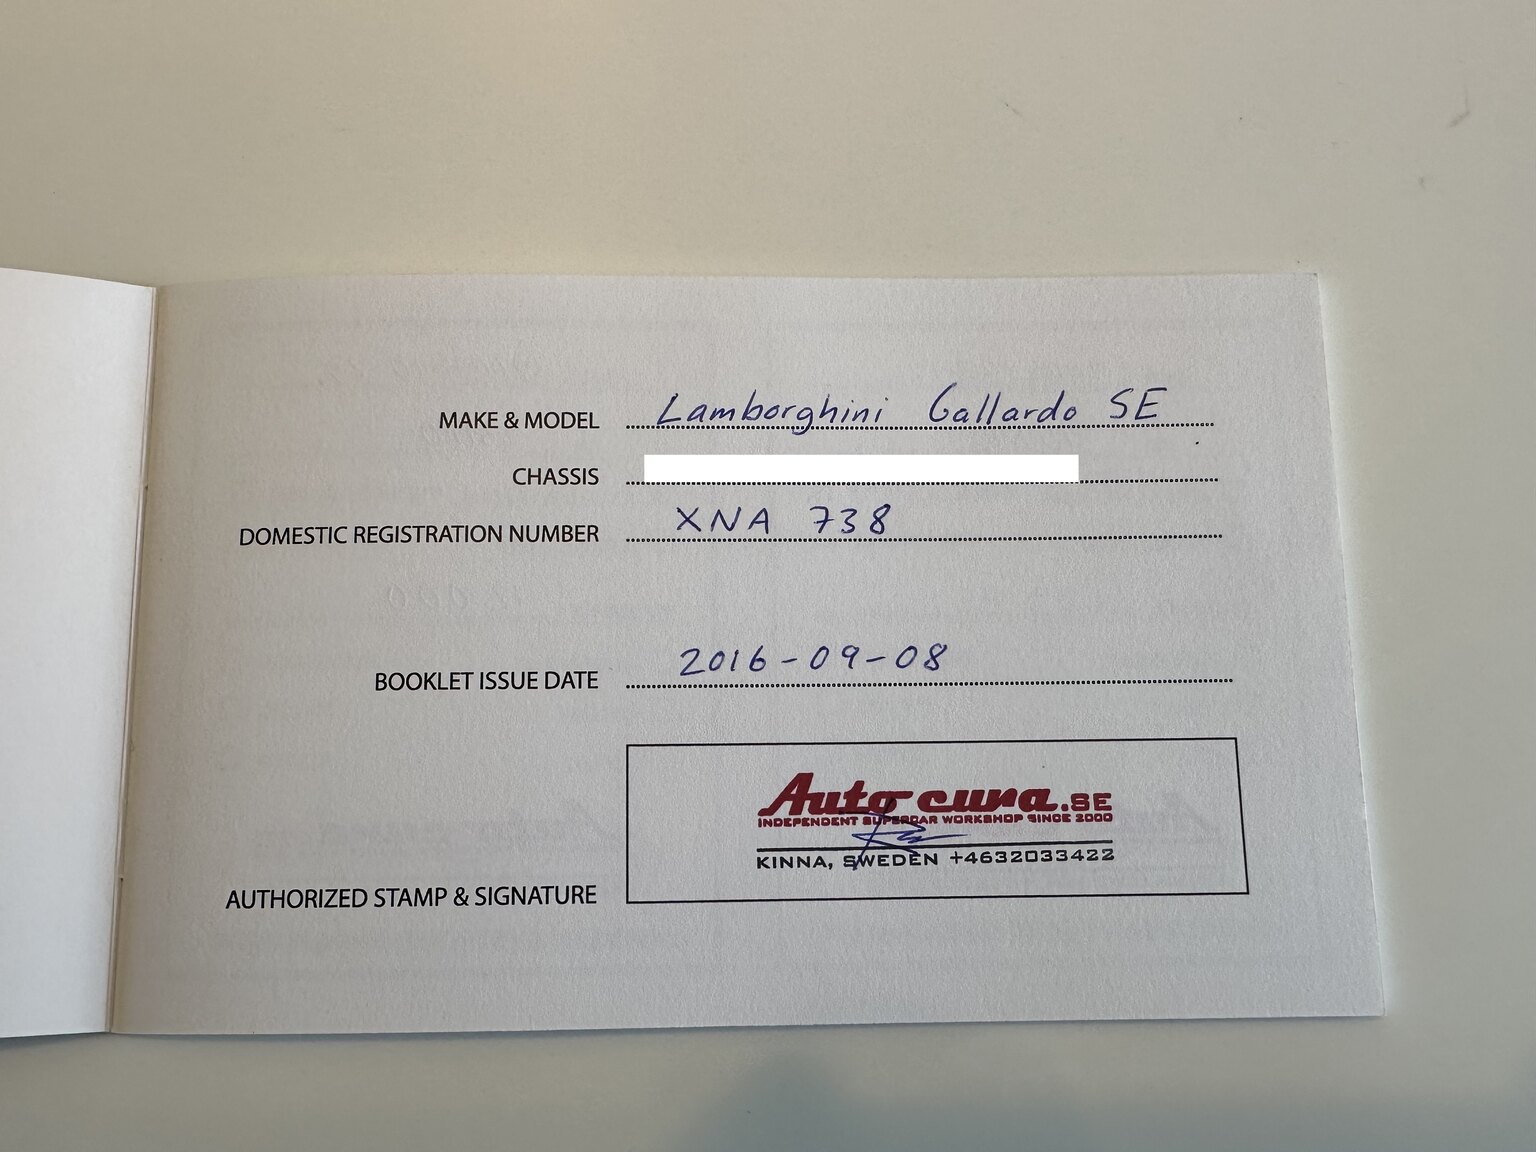 MAKE & MODEL Lamborghini Gallardo SE
CHASSIS
DOMESTIC REGISTRATION NUMBER XNA 738
BOOKLET ISSUE DATE 2016-09-08
Autocura.SE
INDEPENDENT SUPERCAR WORKSHOP SINCE 2000
KINNA, SWEDEN +4632033422
AUTHORIZED STAMP & SIGNATURE